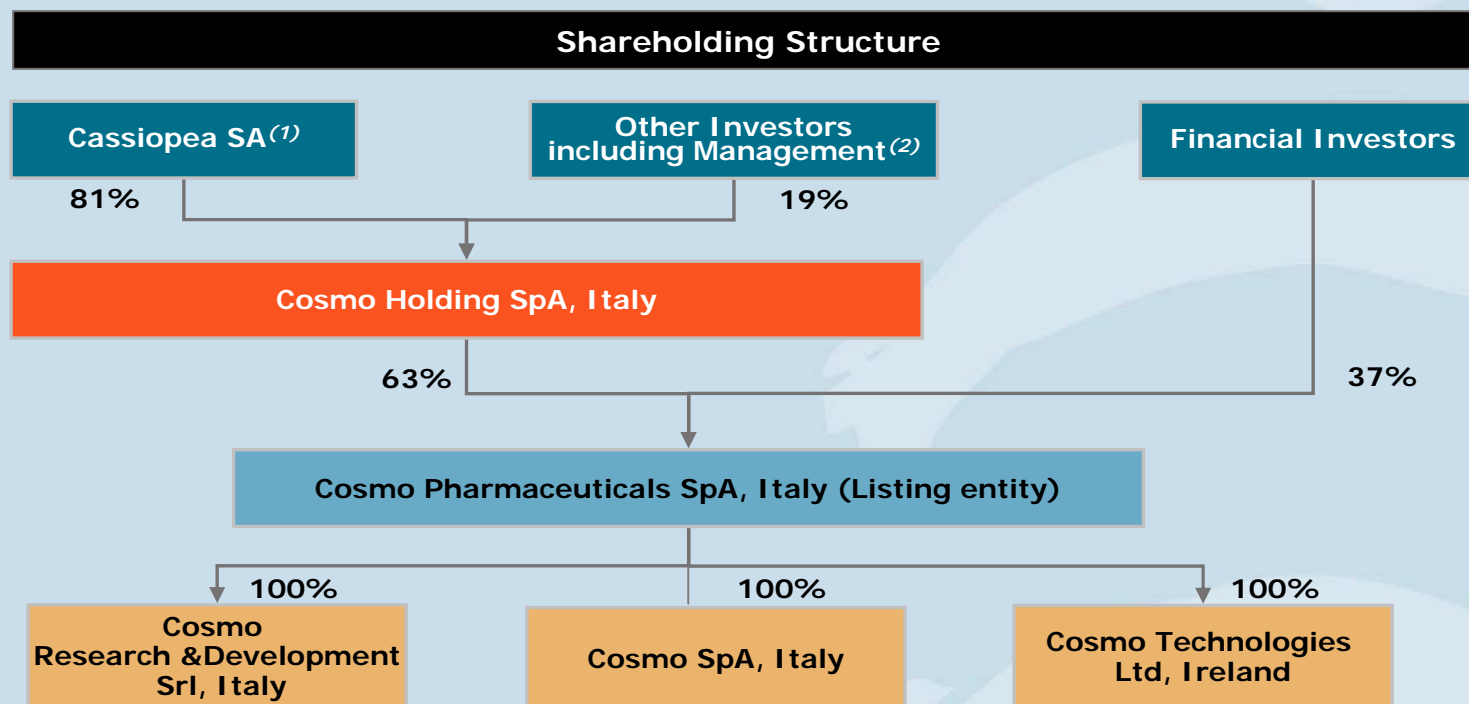 Shareholding Structure
Cassiopea SA(1)
Other Investors
including Management(2)
Financial Investors
81%
19%
Cosmo Holding SpA, Italy
63%
37%
Cosmo Pharmaceuticals SpA, Italy (Listing entity)
100%
100%
100%
Cosmo
Research &Development
Srl, Italy
Cosmo SpA, Italy
Cosmo Technologies
Ltd, Ireland